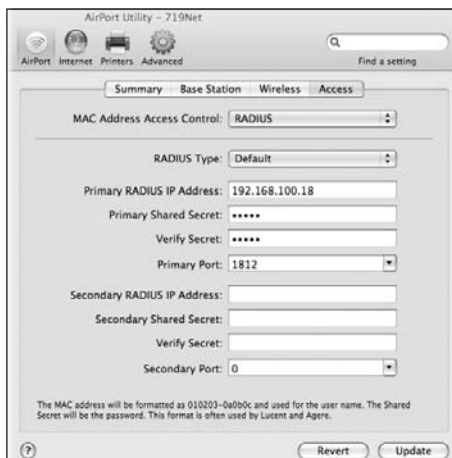 AirPort Utility – 719Net
AirPort Internet Printers Advanced
Find a setting
Summary Base Station Wireless Access
MAC Address Access Control: RADIUS
RADIUS Type: Default
Primary RADIUS IP Address: 192.168.100.18
Primary Shared Secret: •••••
Verify Secret: •••••
Primary Port: 1812
Secondary RADIUS IP Address:
Secondary Shared Secret:
Verify Secret:
Secondary Port: 0
The MAC address will be formatted as 010203-0a0b0c and used for the user name. The Shared
Secret will be the password. This format is often used by Lucent and Agere.
? Revert Update